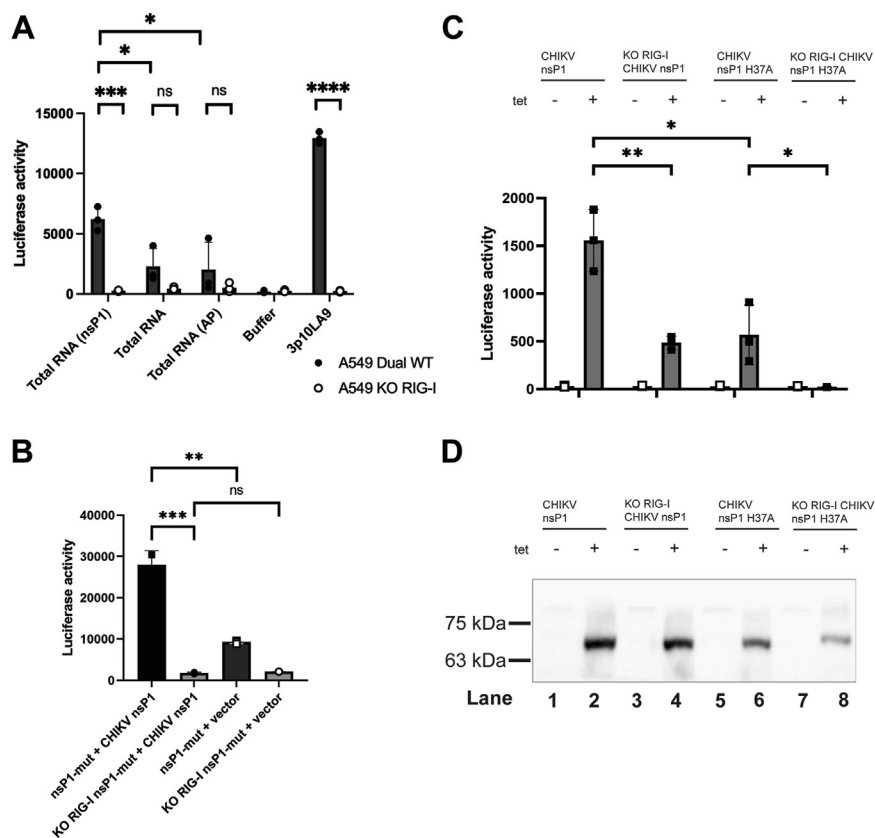 A
*
*
***
ns
ns
****
15000
10000
5000
0
Luciferase activity
Total RNA (nsP1)
Total RNA
Total RNA (AP)
Buffer
3p10LA9
A549 Dual WT
A549 KO RIG-I
B
**
ns
***
40000
30000
20000
10000
0
Luciferase activity
nsP1-mut + CHIKV nsP1
KO RIG-I nsP1-mut + CHIKV nsP1
nsP1-mut + vector
KO RIG-I nsP1-mut + vector
C
CHIKV
nsP1
KO RIG-I
CHIKV nsP1
CHIKV
nsP1 H37A
KO RIG-I CHIKV
nsP1 H37A
tet - + - + - + - +
*
**
*
2000
1500
1000
500
0
Luciferase activity
D
CHIKV
nsP1
KO RIG-I
CHIKV nsP1
CHIKV
nsP1 H37A
KO RIG-I CHIKV
nsP1 H37A
tet - + - + - + - +
75 kDa
63 kDa
Lane 1 2 3 4 5 6 7 8